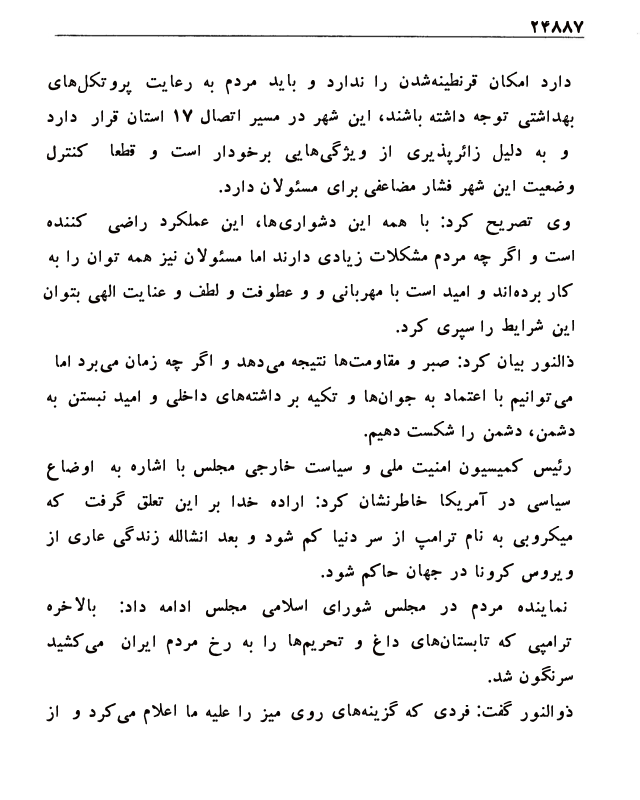 ۲۴۸۸۷
دارد امکان قرنطینه‌شدن را ندارد و باید مردم به رعایت پروتکل‌های
بهداشتی توجه داشته باشند، این شهر در مسیر اتصال ۱۷ استان قرار دارد
و به دلیل زائرپذیری از ویژگی‌هایی برخودار است و قطعا کنترل
وضعیت این شهر فشار مضاعفی برای مسئولان دارد.
وی تصریح کرد: با همه این دشواری‌ها، این عملکرد راضی کننده
است و اگر چه مردم مشکلات زیادی دارند اما مسئولان نیز همه توان را به
کار برده‌اند و امید است با مهربانی و و عطوفت و لطف و عنایت الهی بتوان
این شرایط را سپری کرد.
ذالنور بیان کرد: صبر و مقاومت‌ها نتیجه می‌دهد و اگر چه زمان می‌برد اما
می‌توانیم با اعتماد به جوان‌ها و تکیه بر داشته‌های داخلی و امید نبستن به
دشمن، دشمن را شکست دهیم.
رئیس کمیسیون امنیت ملی و سیاست خارجی مجلس با اشاره به اوضاع
سیاسی در آمریکا خاطرنشان کرد: اراده خدا بر این تعلق گرفت که
میکروبی به نام ترامپ از سر دنیا کم شود و بعد انشالله زندگی عاری از
ویروس کرونا در جهان حاکم شود.
نماینده مردم در مجلس شورای اسلامی مجلس ادامه داد: بالاخره
ترامپی که تابستان‌های داغ و تحریم‌ها را به رخ مردم ایران می‌کشید
سرنگون شد.
ذوالنور گفت: فردی که گزینه‌های روی میز را علیه ما اعلام می‌کرد و از